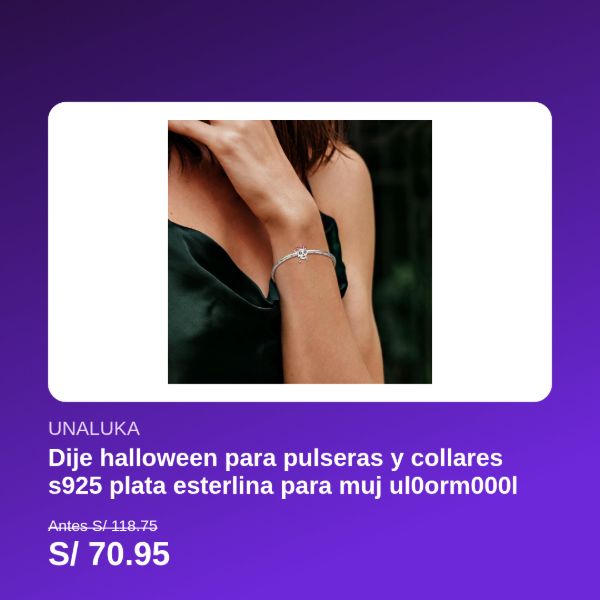 UNALUKA
Dije halloween para pulseras y collares
s925 plata esterlina para muj ul0orm000l
Antes S/ 118.75
S/ 70.95